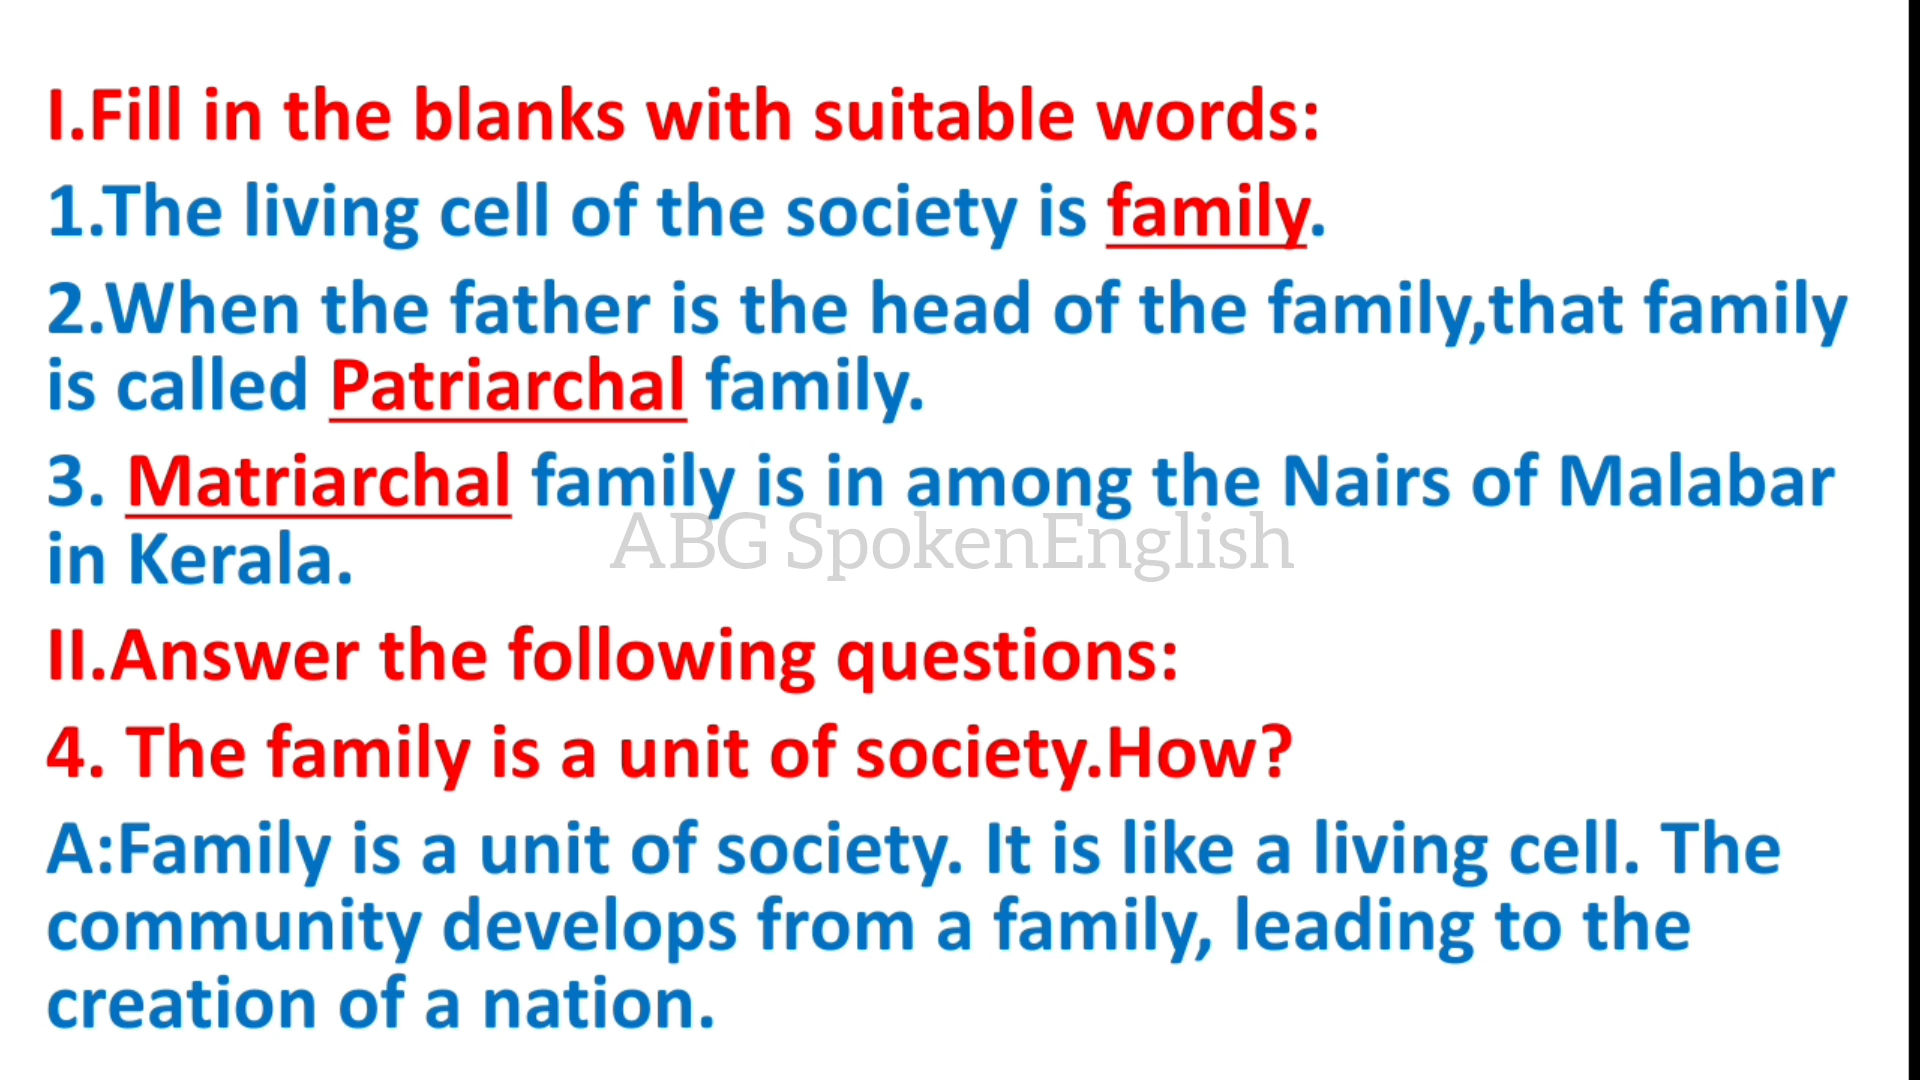 I.Fill in the blanks with suitable words:
1.The living cell of the society is family.
2.When the father is the head of the family,that family
is called Patriarchal family.
3. Matriarchal family is in among the Nairs of Malabar
ABG SpokenEnglish
in Kerala.
II.Answer the following questions:
4. The family is a unit of society.How?
A:Family is a unit of society. It is like a living cell. The
community develops from a family, leading to the
creation of a nation.